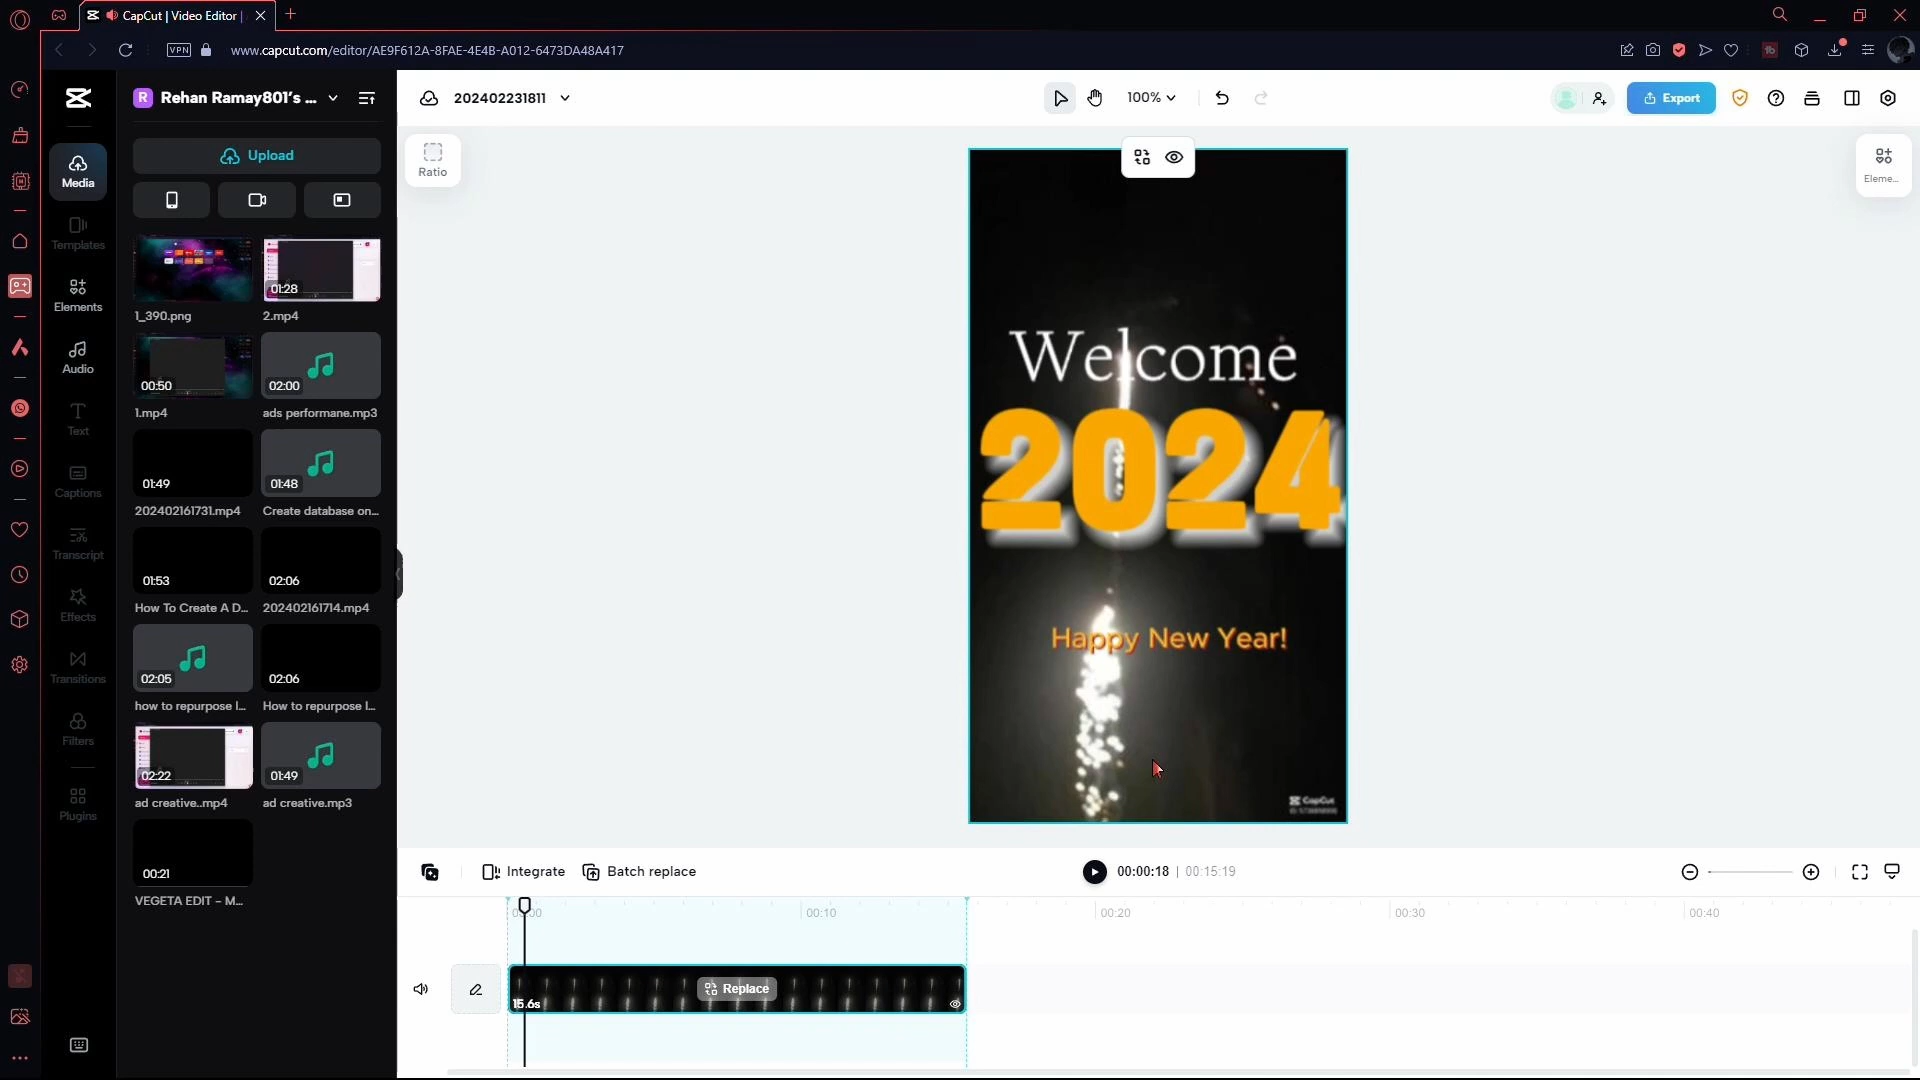 CapCut | Video Editor |
VPN
www.capcut.com/editor/AE9F612A-8FAE-4E4B-A012-6473DA48A417
R Rehan Ramay801's ...
202402231811
100%
Export
Upload
Ratio
Eleme...
Media
Templates
Elements
Audio
Text
Captions
Transcript
Effects
Transitions
Filters
Plugins
1_390.png
01:28
2.mp4
00:50
1.mp4
02:00
ads performane.mp3
01:49
202402161731.mp4
01:48
Create database on...
01:53
How To Create A D...
02:06
202402161714.mp4
02:05
how to repurpose l...
02:06
How to repurpose l...
02:22
ad creative..mp4
01:49
ad creative.mp3
00:21
VEGETA EDIT - M...
Welcome
2024
Happy New Year!
CapCut
Integrate
Batch replace
00:00:18 | 00:15:19
00:00
00:10
00:20
00:30
00:40
15.6s
Replace